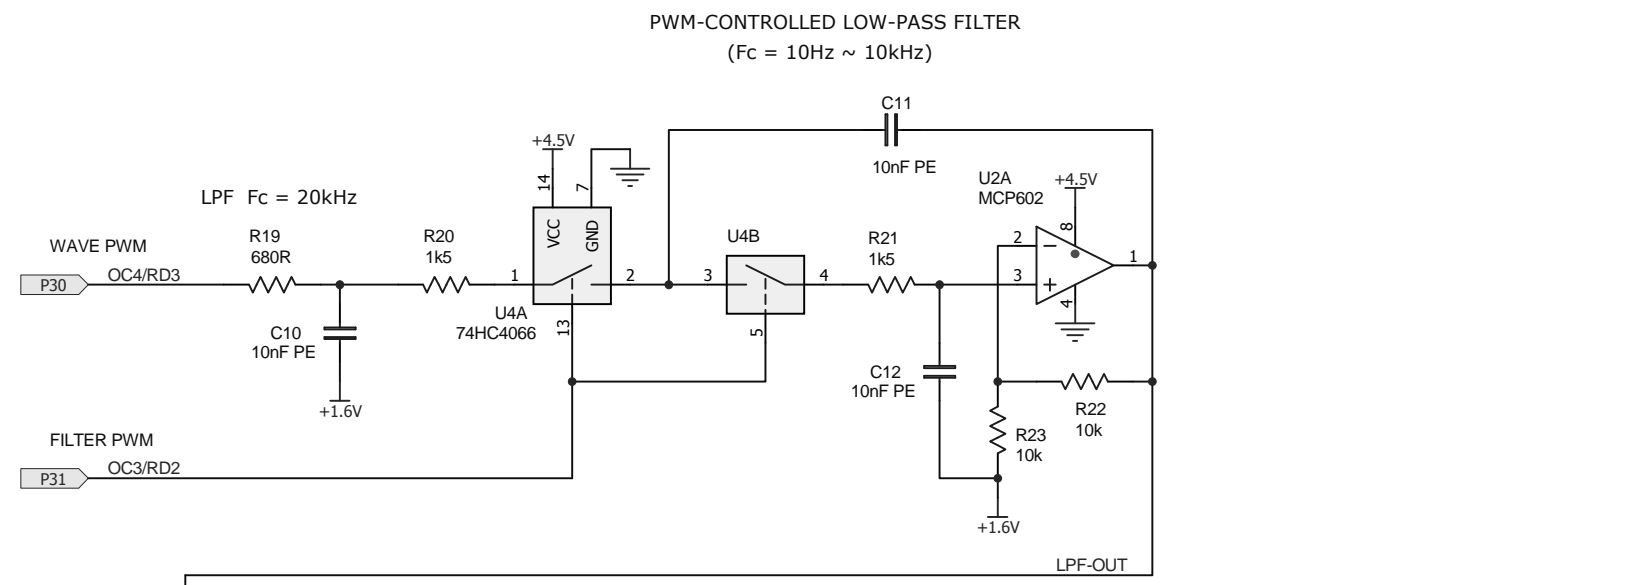 PWM-CONTROLLED LOW-PASS FILTER
(Fc = 10Hz ~ 10kHz)
C11
10nF PE
+4.5V
14
7
VCC
GND
LPF Fc = 20kHz
U2A
MCP602
+4.5V
8
WAVE PWM
P30
OC4/RD3
R19
680R
R20
1k5
1
2
U4B
3
4
R21
1k5
2
3
1
4
U4A
74HC4066
13
5
C10
10nF PE
+1.6V
C12
10nF PE
R22
10k
R23
10k
+1.6V
FILTER PWM
P31
OC3/RD2
LPF-OUT